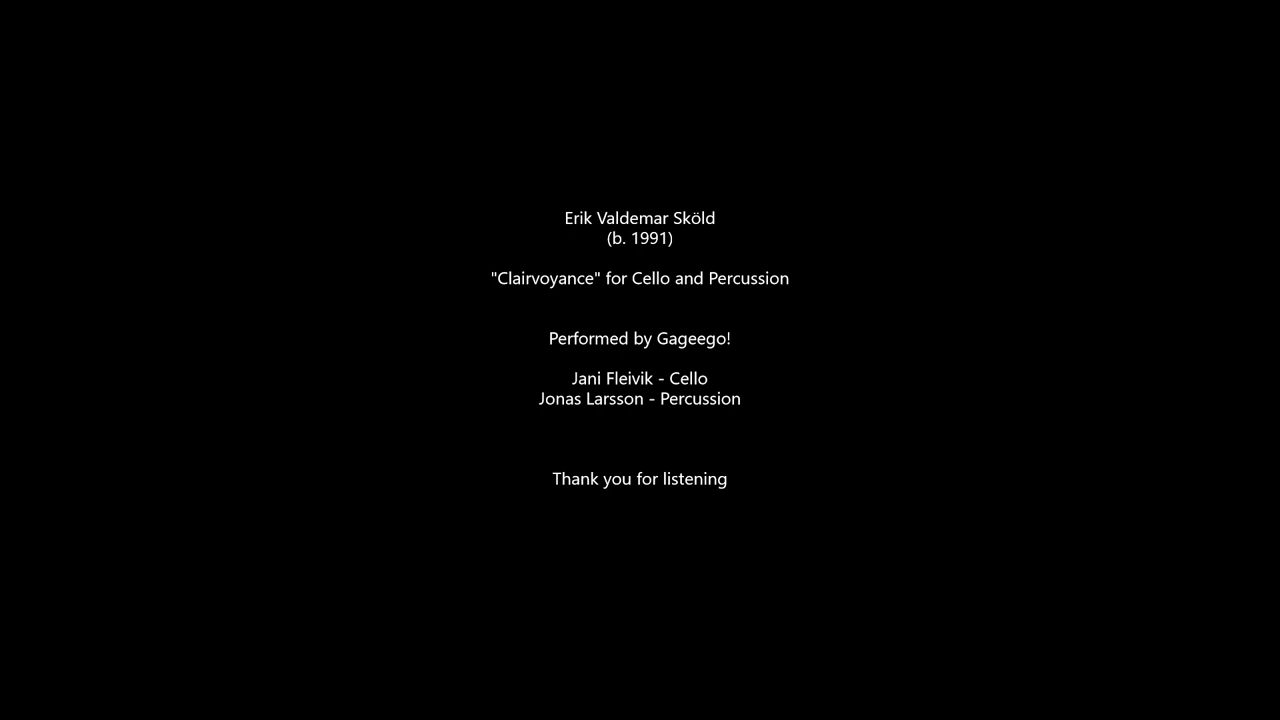 Erik Valdemar Sköld
(b. 1991)
"Clairvoyance" for Cello and Percussion
Performed by Gageego!
Jani Fleivik - Cello
Jonas Larsson - Percussion
Thank you for listening